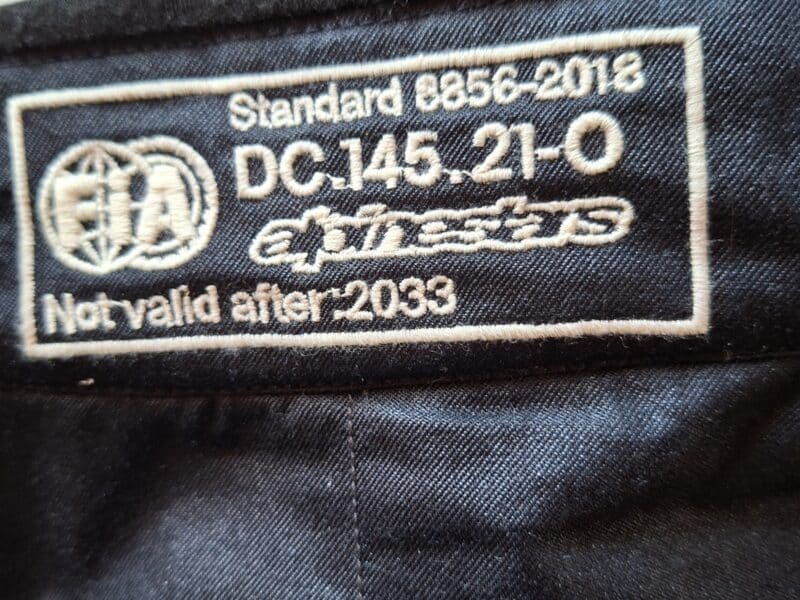 Standard 8856-2018
FIA
DC.145.21-O
alpinestars
Not valid after:2033